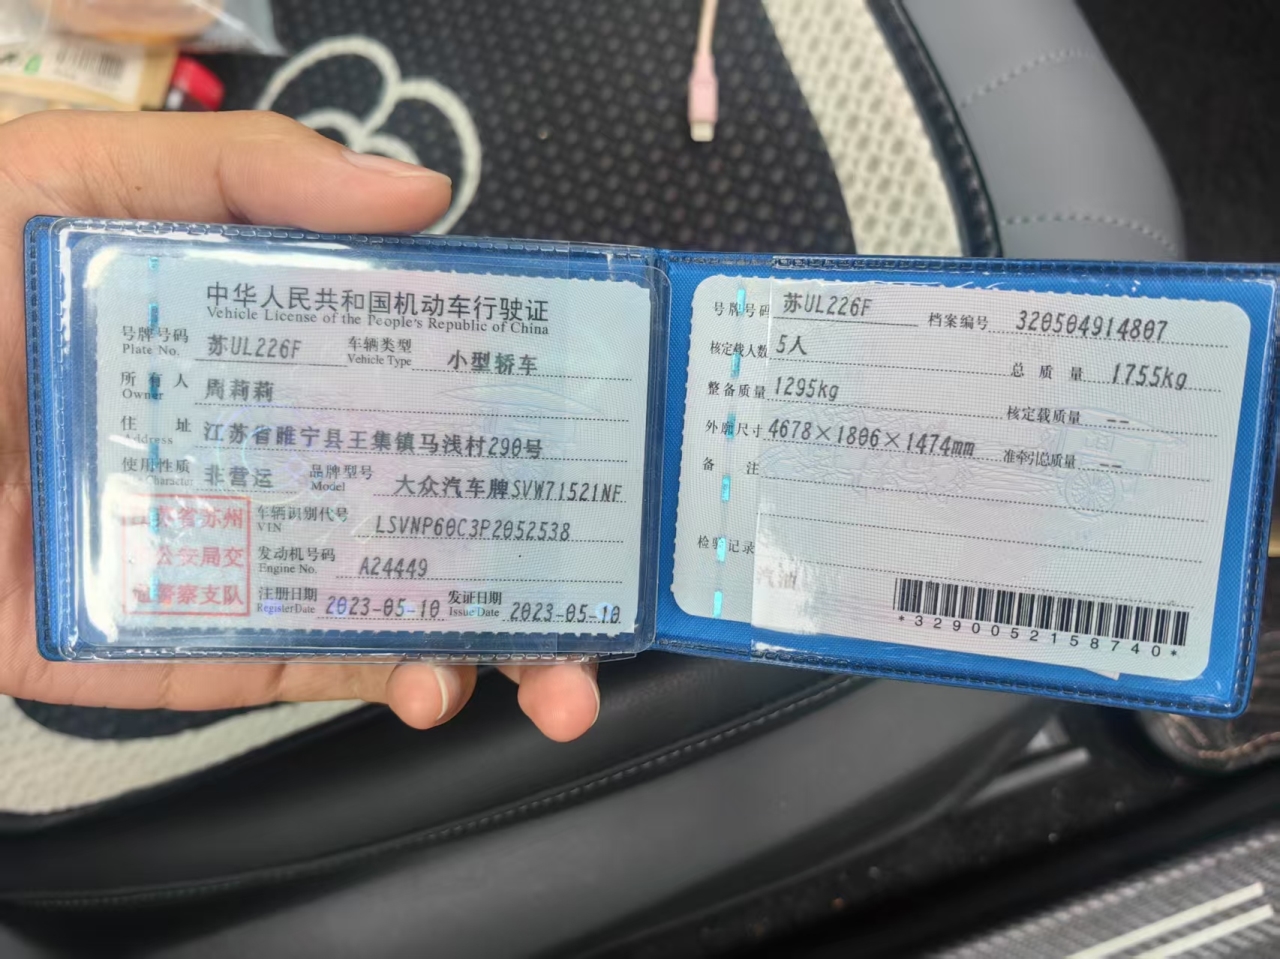 中华人民共和国机动车行驶证
Vehicle License of the People's Republic of China
号牌号码 苏UL226F 车辆类型 小型轿车
Plate No. Vehicle Type
所有人 周莉莉
Owner
住址 江苏省睢宁县王集镇马浅村290号
Address
使用性质 非营运 品牌型号 大众汽车牌SVW71521NF
Character Model
江苏省苏州
市公安局交
通警察支队
车辆识别代号 LSVNP60C3P2052538
VIN
发动机号码 A24449
Engine No.
注册日期 2023-05-10 发证日期 2023-05-10
Register Date Issue Date
号牌号码 苏UL226F 档案编号 320504914807
核定载人数 5人 总质量 1755kg
整备质量 1295kg 核定载质量 --
外廓尺寸 4678×1806×1474mm 准牵引总质量 --
备注
检验记录
汽油
*3290052158740*